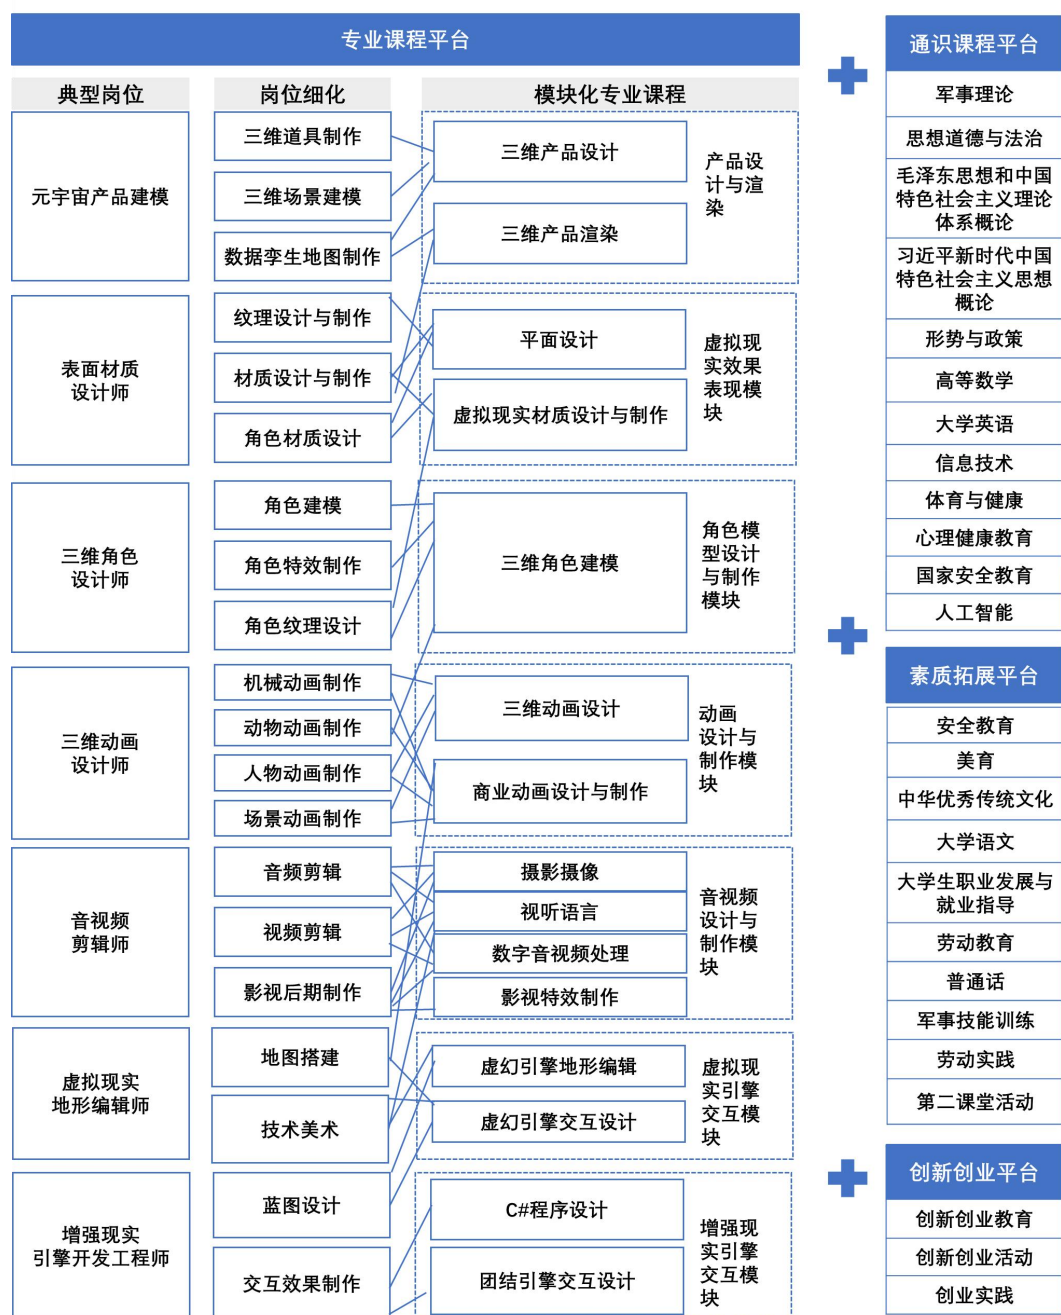 专业课程平台
典型岗位
岗位细化
模块化专业课程
元宇宙产品建模
三维道具制作
三维场景建模
数据孪生地图制作
三维产品设计
三维产品渲染
产品设
计与渲
染
表面材质
设计师
纹理设计与制作
材质设计与制作
角色材质设计
平面设计
虚拟现实材质设计与制作
虚拟现
实效果
表现模
块
三维角色
设计师
角色建模
角色特效制作
角色纹理设计
三维角色建模
角色模
型设计
与制作
模块
三维动画
设计师
机械动画制作
动物动画制作
人物动画制作
场景动画制作
三维动画设计
商业动画设计与制作
动画
设计与
制作模
块
音视频
剪辑师
音频剪辑
视频剪辑
影视后期制作
摄影摄像
视听语言
数字音视频处理
影视特效制作
音视频
设计与
制作模
块
虚拟现实
地形编辑师
地图搭建
技术美术
虚幻引擎地形编辑
虚幻引擎交互设计
虚拟现
实引擎
交互模
块
增强现实
引擎开发工程师
蓝图设计
交互效果制作
C#程序设计
团结引擎交互设计
增强现
实引擎
交互模
块
通识课程平台
军事理论
思想道德与法治
毛泽东思想和中国
特色社会主义理论
体系概论
习近平新时代中国
特色社会主义思想
概论
形势与政策
高等数学
大学英语
信息技术
体育与健康
心理健康教育
国家安全教育
人工智能
素质拓展平台
安全教育
美育
中华优秀传统文化
大学语文
大学生职业发展与
就业指导
劳动教育
普通话
军事技能训练
劳动实践
第二课堂活动
创新创业平台
创新创业教育
创新创业活动
创业实践